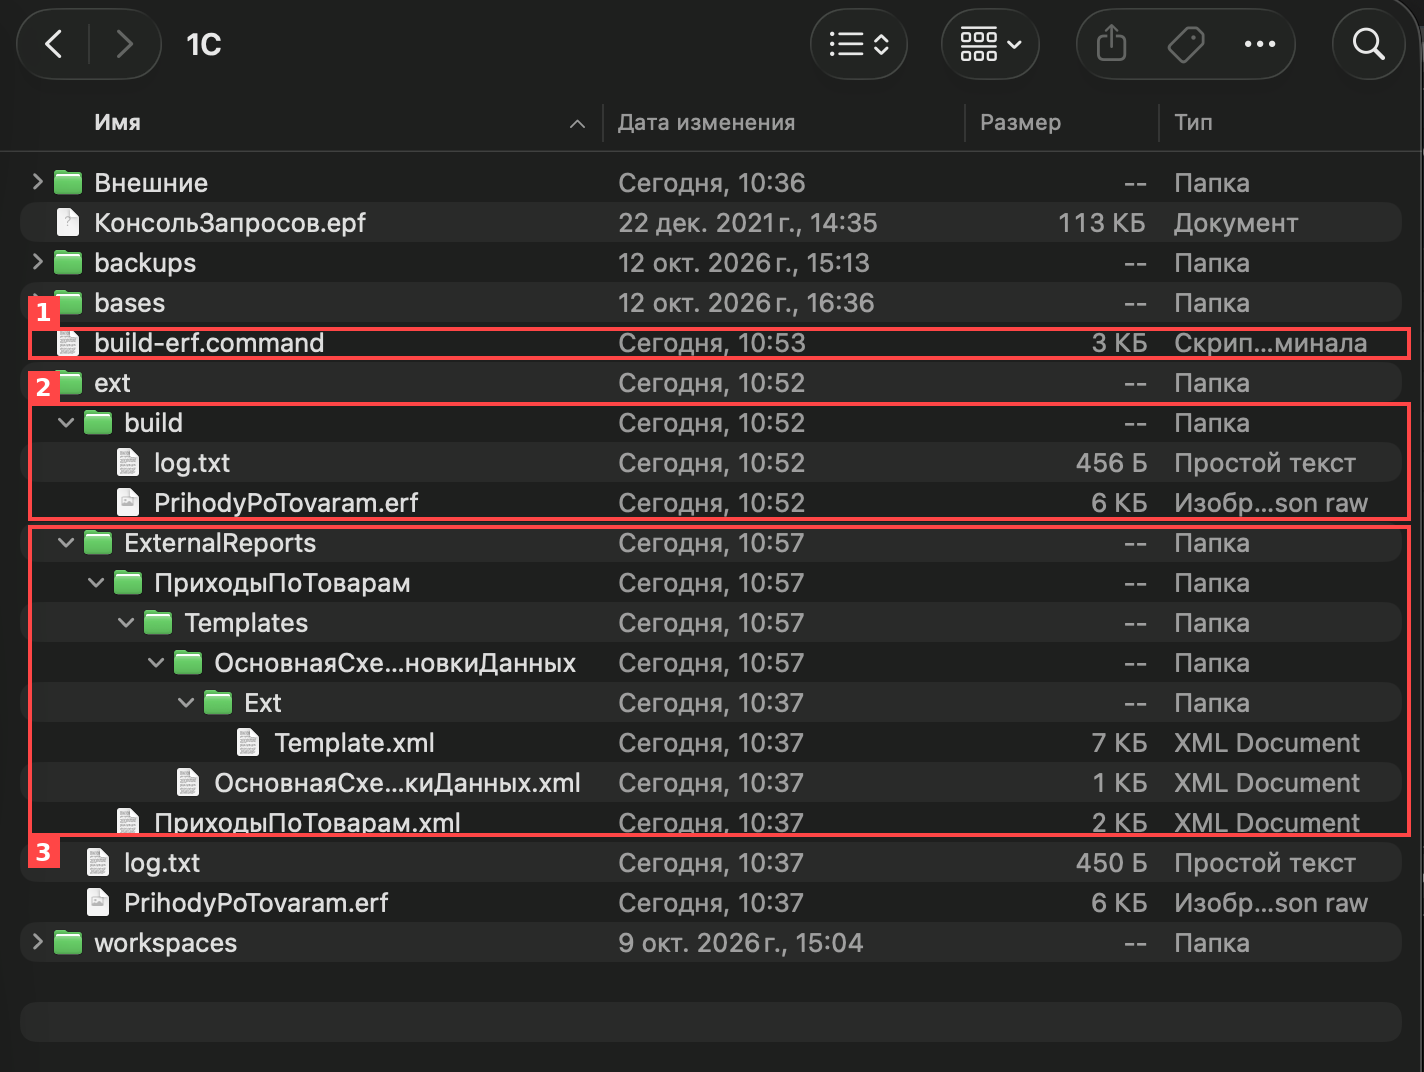 1C
Имя Дата изменения Размер Тип
Внешние Сегодня, 10:36 -- Папка
КонсольЗапросов.epf 22 дек. 2021 г., 14:35 113 КБ Документ
backups 12 окт. 2026 г., 15:13 -- Папка
bases 12 окт. 2026 г., 16:36 -- Папка
1
build-erf.command Сегодня, 10:53 3 КБ Скрип...минала
ext Сегодня, 10:52 -- Папка
2
build Сегодня, 10:52 -- Папка
log.txt Сегодня, 10:52 456 Б Простой текст
PrihodyPoTovaram.erf Сегодня, 10:52 6 КБ Изобр...son raw
ExternalReports Сегодня, 10:57 -- Папка
ПриходыПоТоварам Сегодня, 10:57 -- Папка
Templates Сегодня, 10:57 -- Папка
ОсновнаяСхе...новкиДанных Сегодня, 10:57 -- Папка
Ext Сегодня, 10:37 -- Папка
Template.xml Сегодня, 10:37 7 КБ XML Document
ОсновнаяСхе...киДанных.xml Сегодня, 10:37 1 КБ XML Document
ПриходыПоТоварам.xml Сегодня, 10:37 2 КБ XML Document
3
log.txt Сегодня, 10:37 450 Б Простой текст
PrihodyPoTovaram.erf Сегодня, 10:37 6 КБ Изобр...son raw
workspaces 9 окт. 2026 г., 15:04 -- Папка